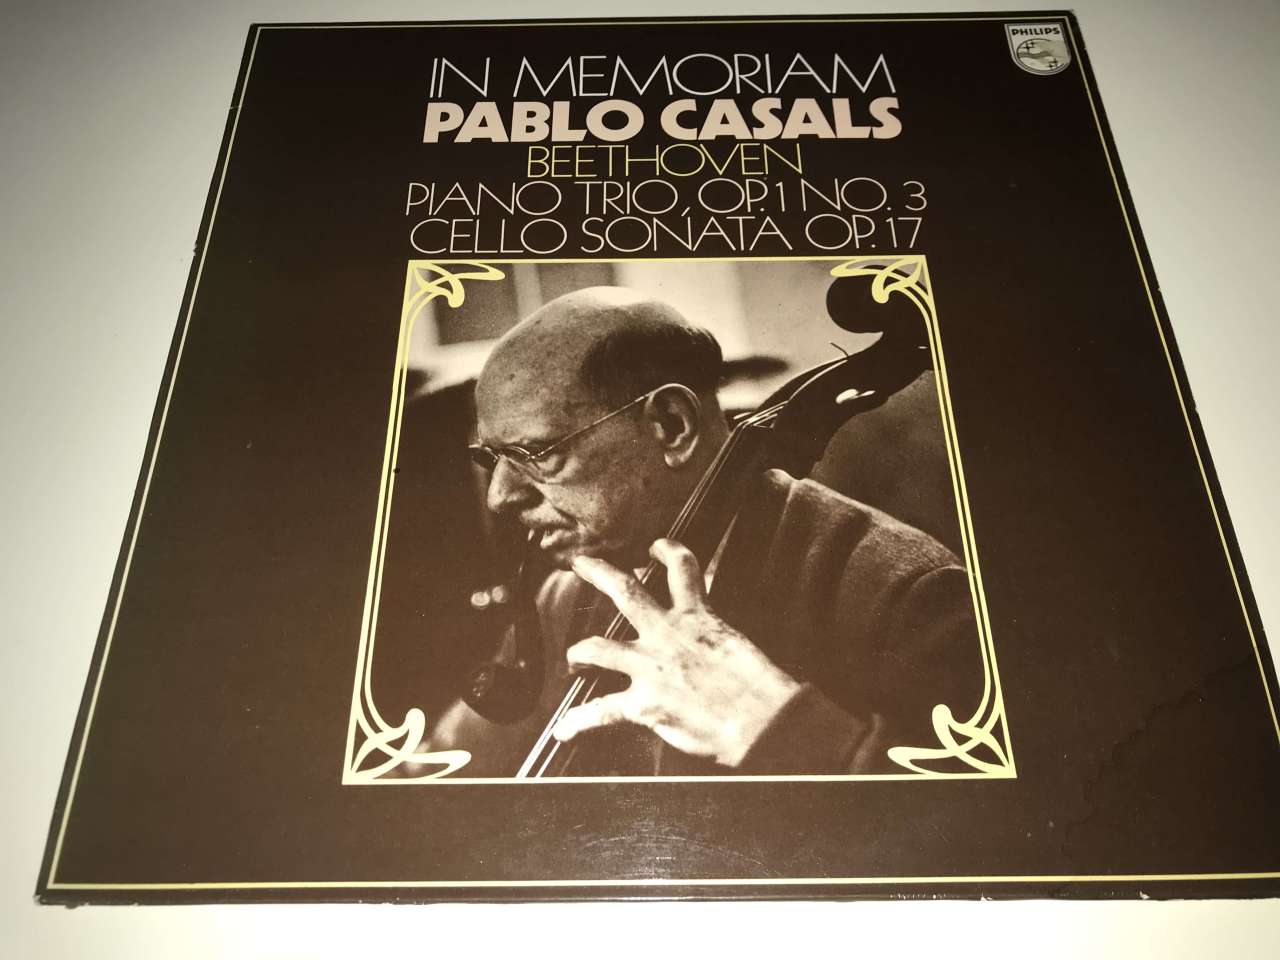 PHILIPS
IN MEMORIAM
PABLO CASALS
BEETHOVEN
PIANO TRIO, OP. 1 NO. 3
CELLO SONATA OP. 17